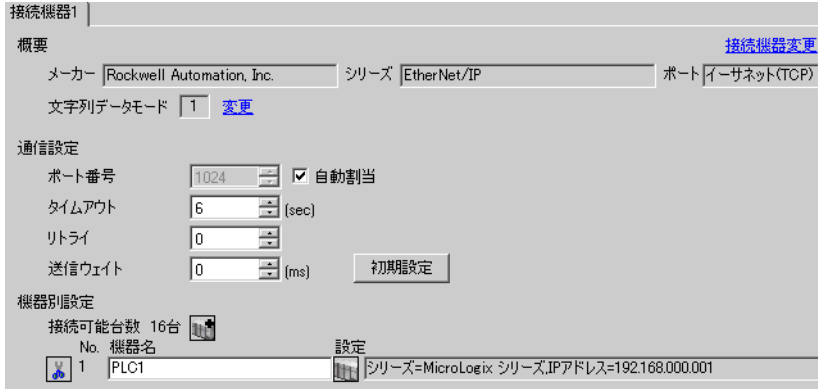 接続機器1
概要
接続機器変更
メーカー Rockwell Automation, Inc. シリーズ EtherNet/IP ポート イーサネット(TCP)
文字列データモード 1 変更
通信設定
ポート番号 1024 自動割当
タイムアウト 6 (sec)
リトライ 0
送信ウェイト 0 (ms) 初期設定
機器別設定
接続可能台数 16台
No. 機器名 設定
1 PLC1 シリーズ=MicroLogix シリーズ,IPアドレス=192.168.000.001